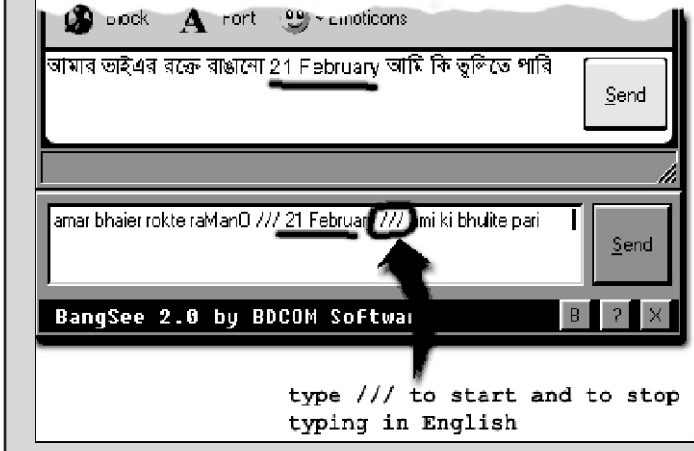 Block Font Emoticons
আমার ভাইএর রক্তে রাঙানো 21 February আমি কি ভুলিতে পারি
Send
amar bhaier rokte raManO /// 21 February /// ami ki bhulite pari
Send
BangSee 2.0 by BDCOM Software
B ? X
type /// to start and to stop
typing in English